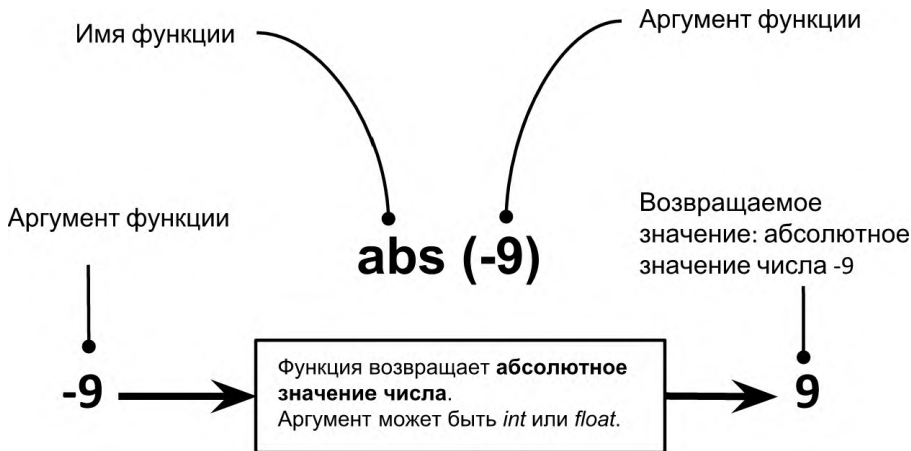 Имя функции
Аргумент функции
Аргумент функции
abs (-9)
Возвращаемое
значение: абсолютное
значение числа -9
-9
Функция возвращает абсолютное
значение числа.
Аргумент может быть int или float.
9